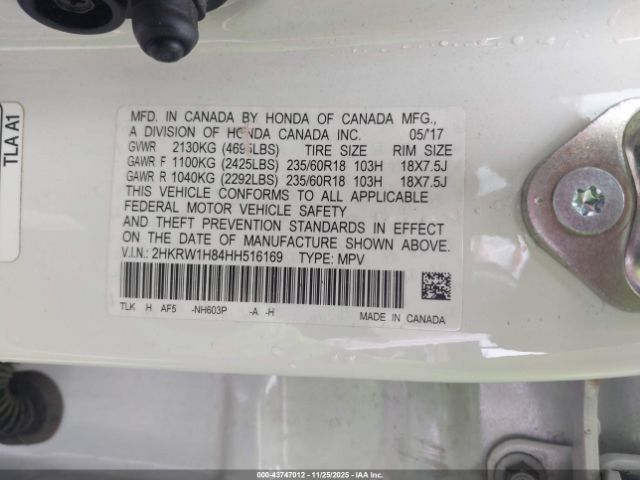 TLA A1
MFD. IN CANADA BY HONDA OF CANADA MFG.,
A DIVISION OF HONDA CANADA INC. 05/17
GVWR 2130KG (4695LBS) TIRE SIZE RIM SIZE
GAWR F 1100KG (2425LBS) 235/60R18 103H 18X7.5J
GAWR R 1040KG (2292LBS) 235/60R18 103H 18X7.5J
THIS VEHICLE CONFORMS TO ALL APPLICABLE
FEDERAL MOTOR VEHICLE SAFETY
AND THEFT PREVENTION STANDARDS IN EFFECT
ON THE DATE OF MANUFACTURE SHOWN ABOVE.
V.I.N.: 2HKRW1H84HH516169 TYPE: MPV
TLK H AF5 -NH603P -A -H MADE IN CANADA
000-43747012 11/25/2025 IAAI, Inc.